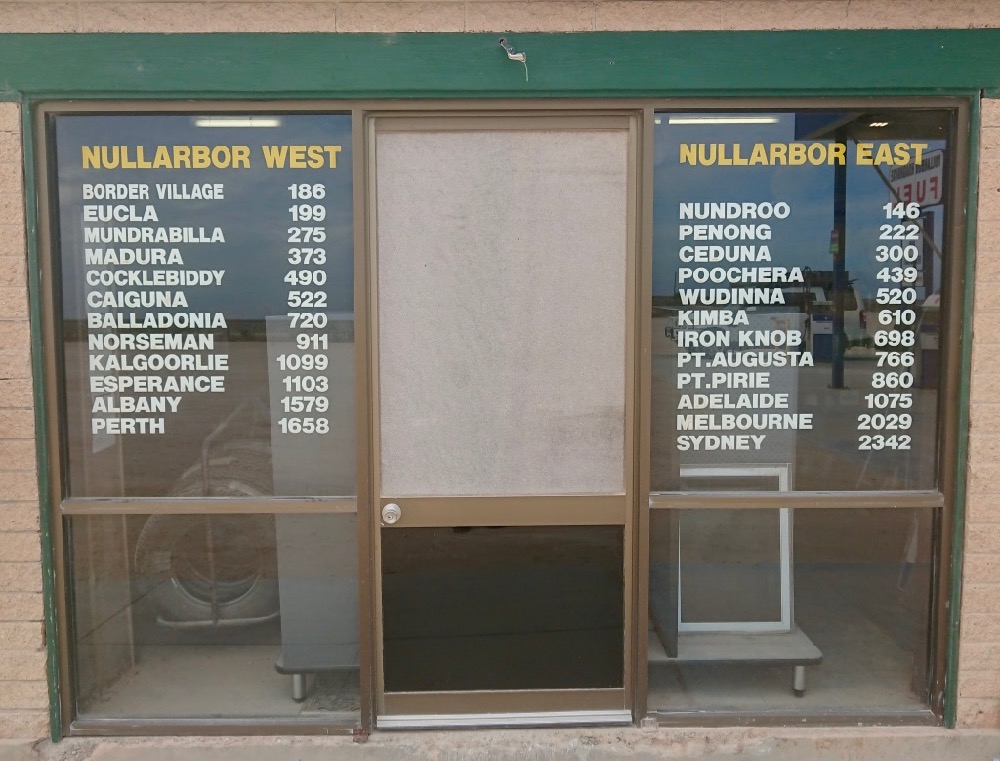 NULLARBOR WEST
BORDER VILLAGE 186
EUCLA 199
MUNDRABILLA 275
MADURA 373
COCKLEBIDDY 490
CAIGUNA 522
BALLADONIA 720
NORSEMAN 911
KALGOORLIE 1099
ESPERANCE 1103
ALBANY 1579
PERTH 1658
NULLARBOR EAST
NUNDROO 146
PENONG 222
CEDUNA 300
POOCHERA 439
WUDINNA 520
KIMBA 610
IRON KNOB 698
PT.AUGUSTA 766
PT.PIRIE 860
ADELAIDE 1075
MELBOURNE 2029
SYDNEY 2342
FUEL